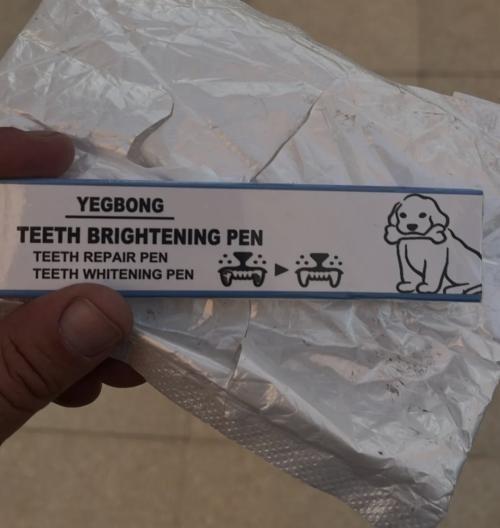 YEGBONG
TEETH BRIGHTENING PEN
TEETH REPAIR PEN
TEETH WHITENING PEN